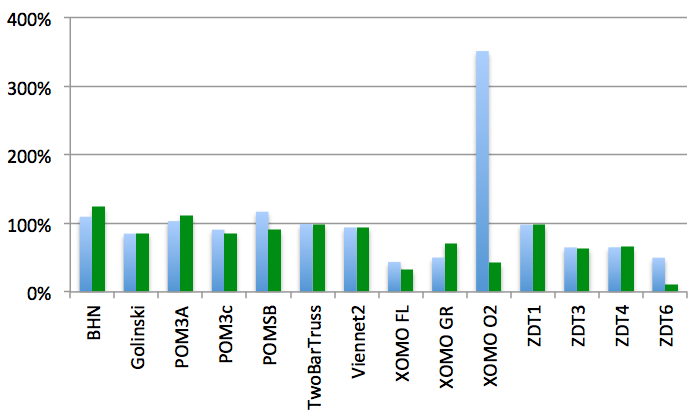 400%
300%
200%
100%
0%
BHN
Golinski
POM3A
POM3c
POMSB
TwoBarTruss
Viennet2
XOMO FL
XOMO GR
XOMO O2
ZDT1
ZDT3
ZDT4
ZDT6